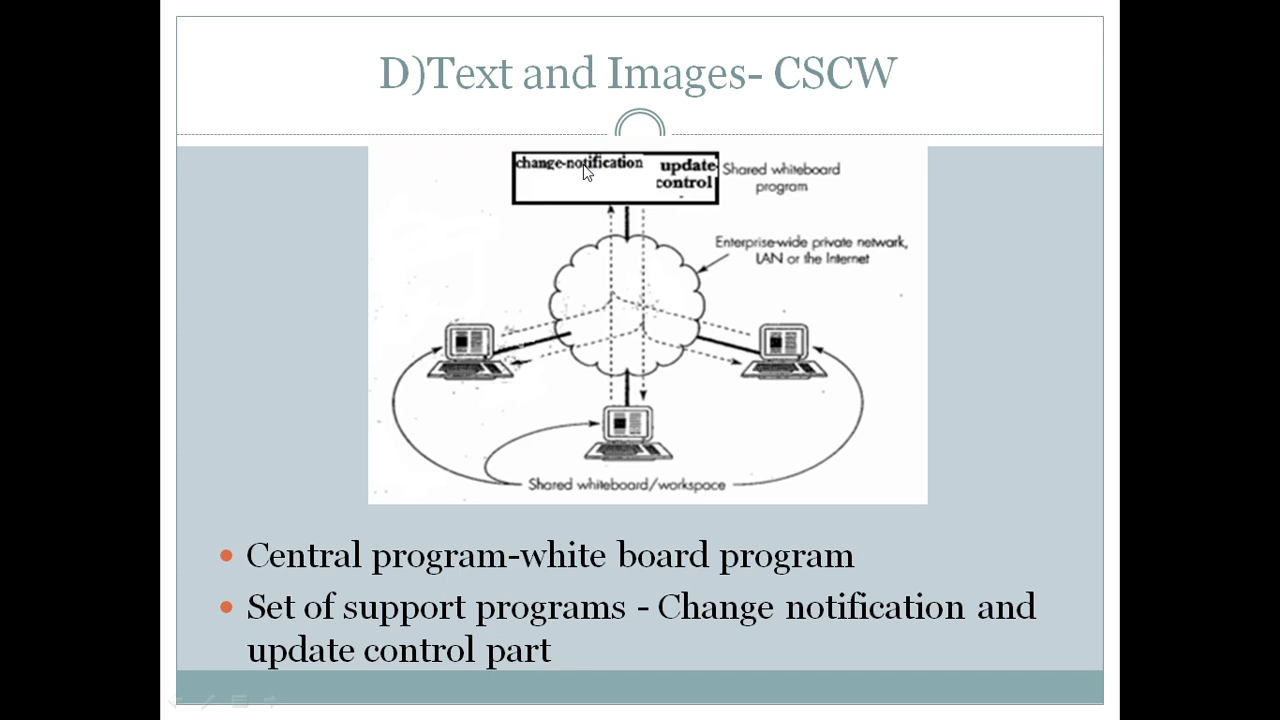 D)Text and Images- CSCW
change-notification update
control
Shared whiteboard
program
Enterprise-wide private network,
LAN or the Internet
Shared whiteboard/workspace
Central program-white board program
Set of support programs - Change notification and
update control part